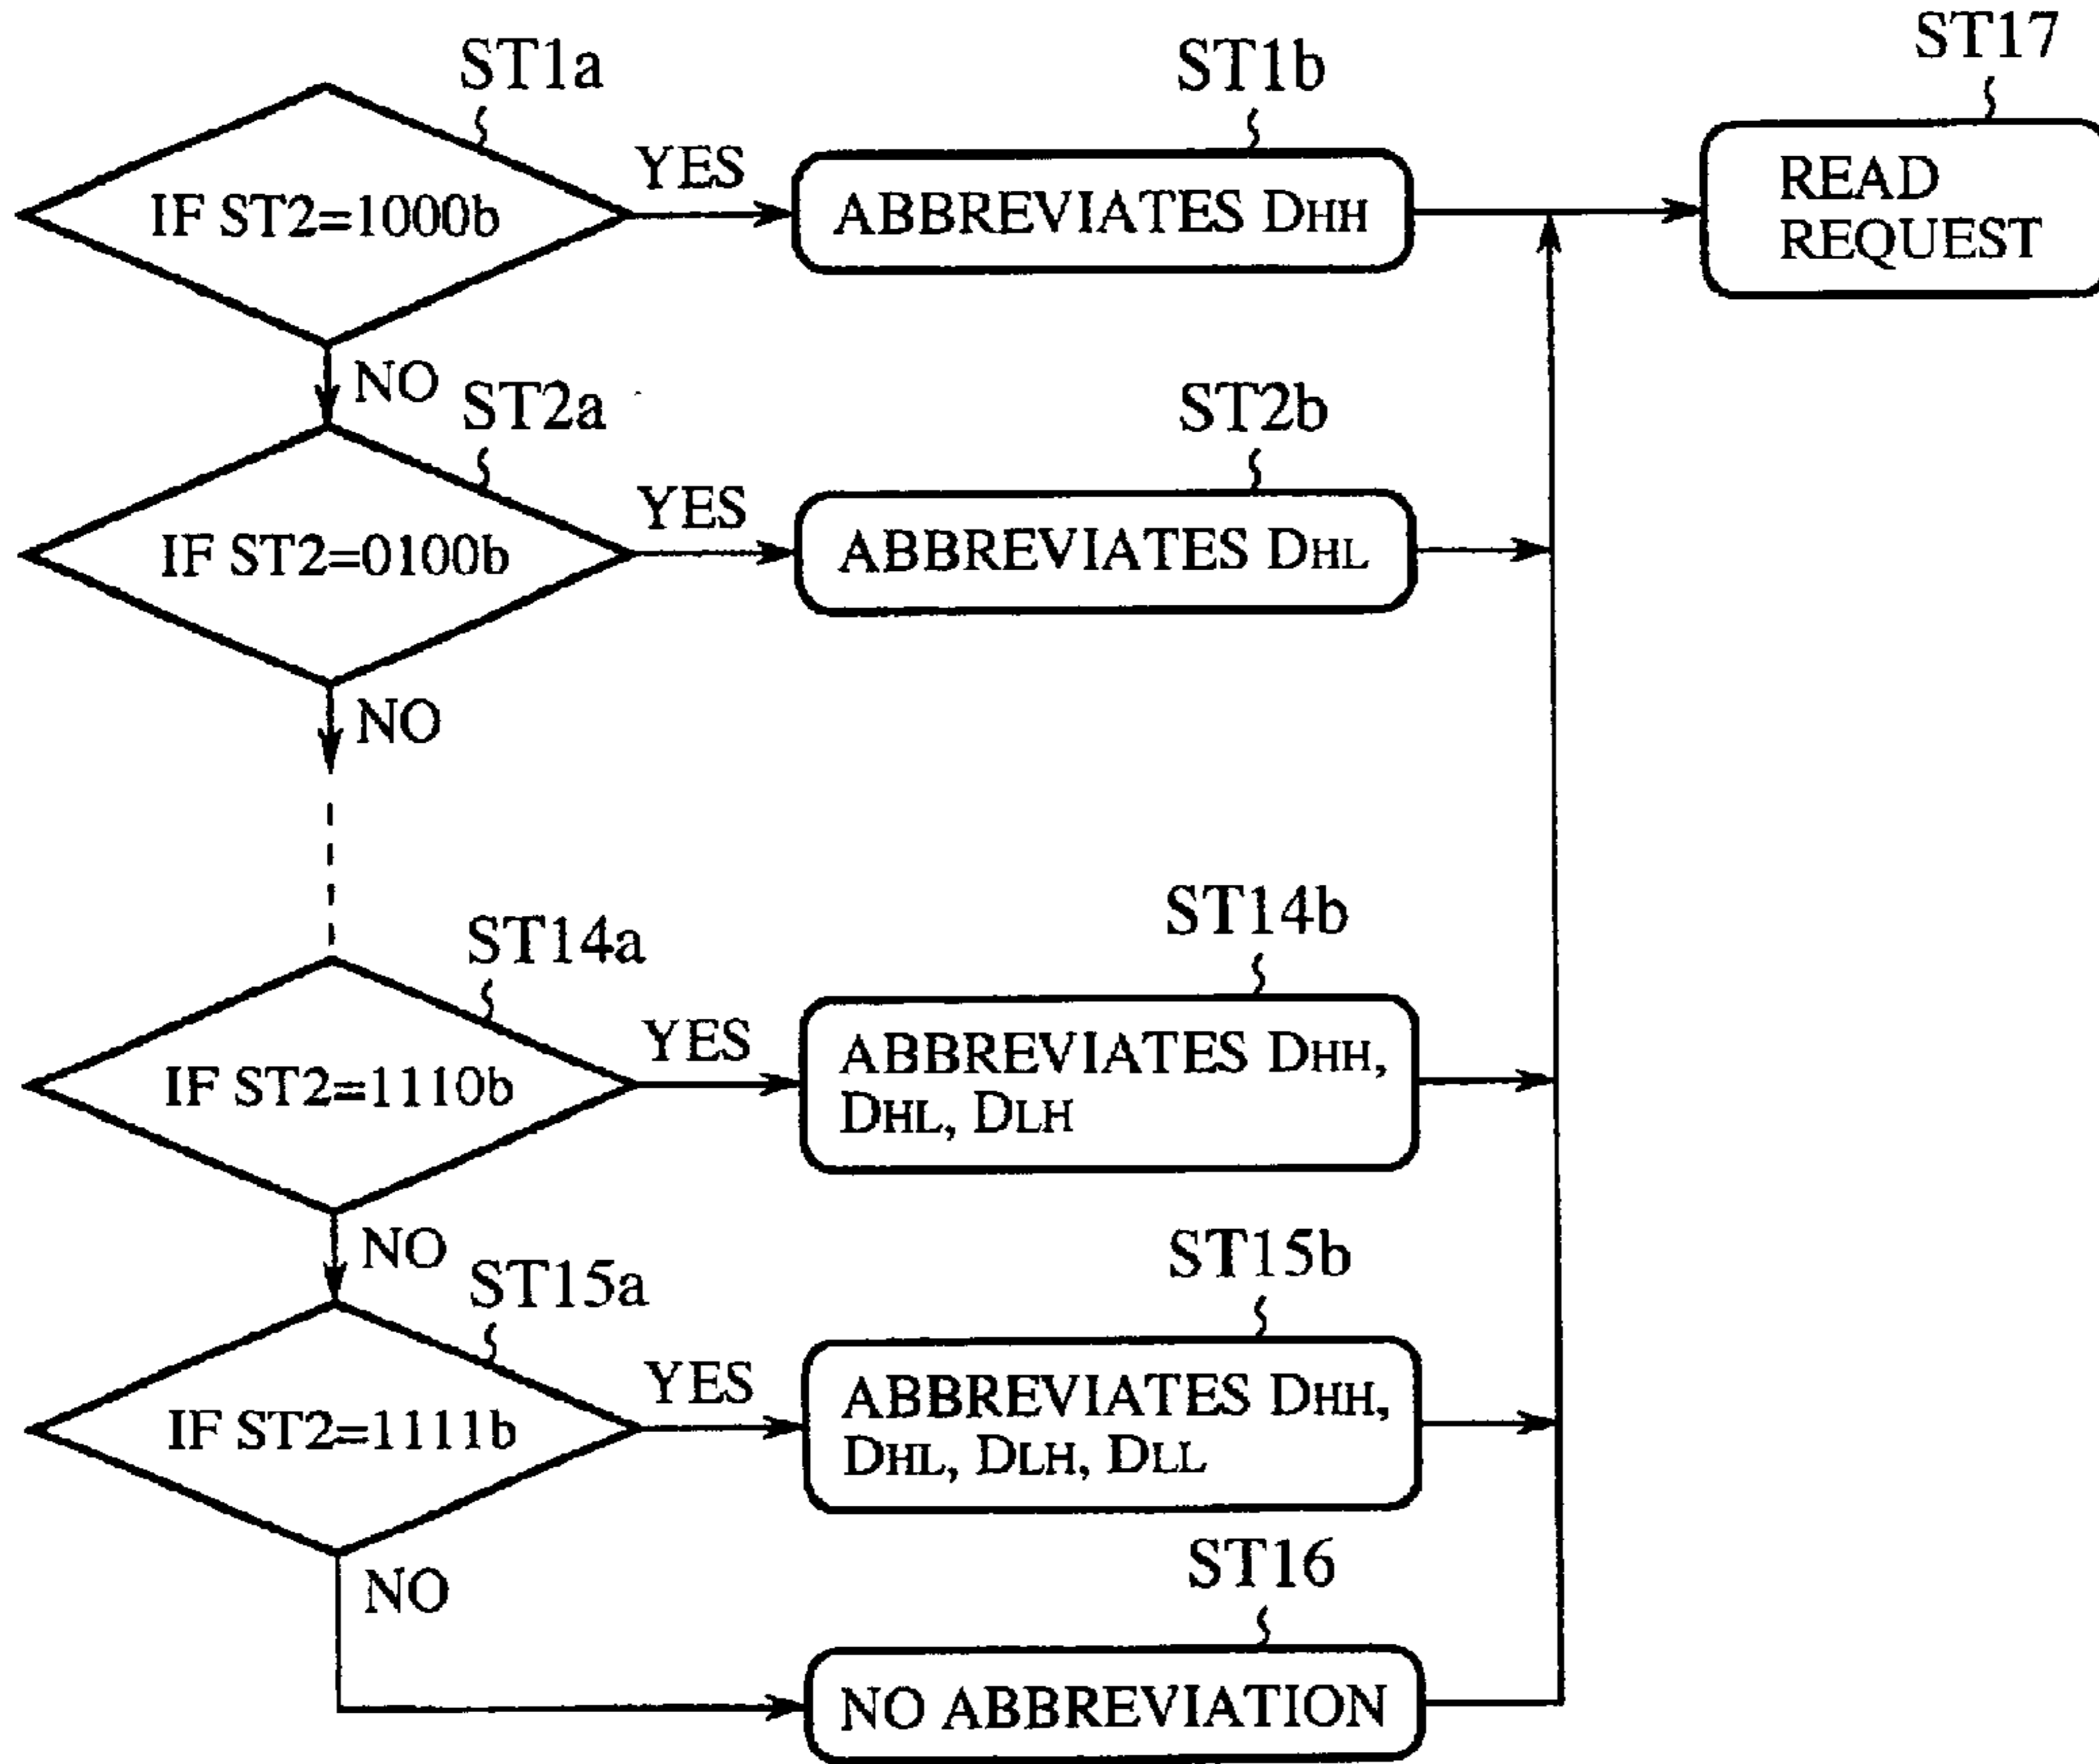 ST1a
ST1b
ST17
IF ST2=1000b
YES
ABBREVIATES DHH
READ
REQUEST
NO
ST2a
ST2b
IF ST2=0100b
YES
ABBREVIATES DHL
NO
ST14a
ST14b
IF ST2=1110b
YES
ABBREVIATES DHH,
DHL, DLH
NO
ST15a
ST15b
IF ST2=1111b
YES
ABBREVIATES DHH,
DHL, DLH, DLL
NO
ST16
NO ABBREVIATION